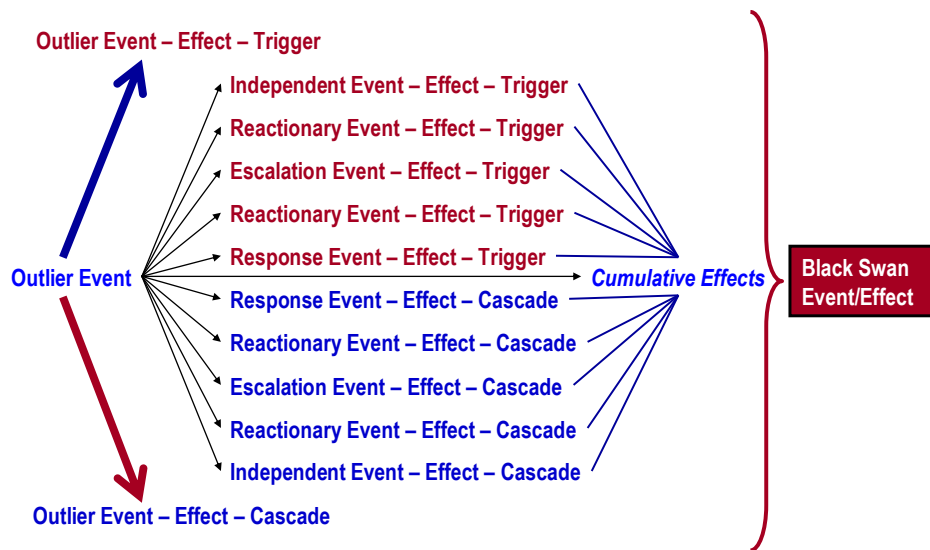 Outlier Event – Effect – Trigger
Independent Event – Effect – Trigger
Reactionary Event – Effect – Trigger
Escalation Event – Effect – Trigger
Reactionary Event – Effect – Trigger
Response Event – Effect – Trigger
Outlier Event
Cumulative Effects
Black Swan
Event/Effect
Response Event – Effect – Cascade
Reactionary Event – Effect – Cascade
Escalation Event – Effect – Cascade
Reactionary Event – Effect – Cascade
Independent Event – Effect – Cascade
Outlier Event – Effect – Cascade